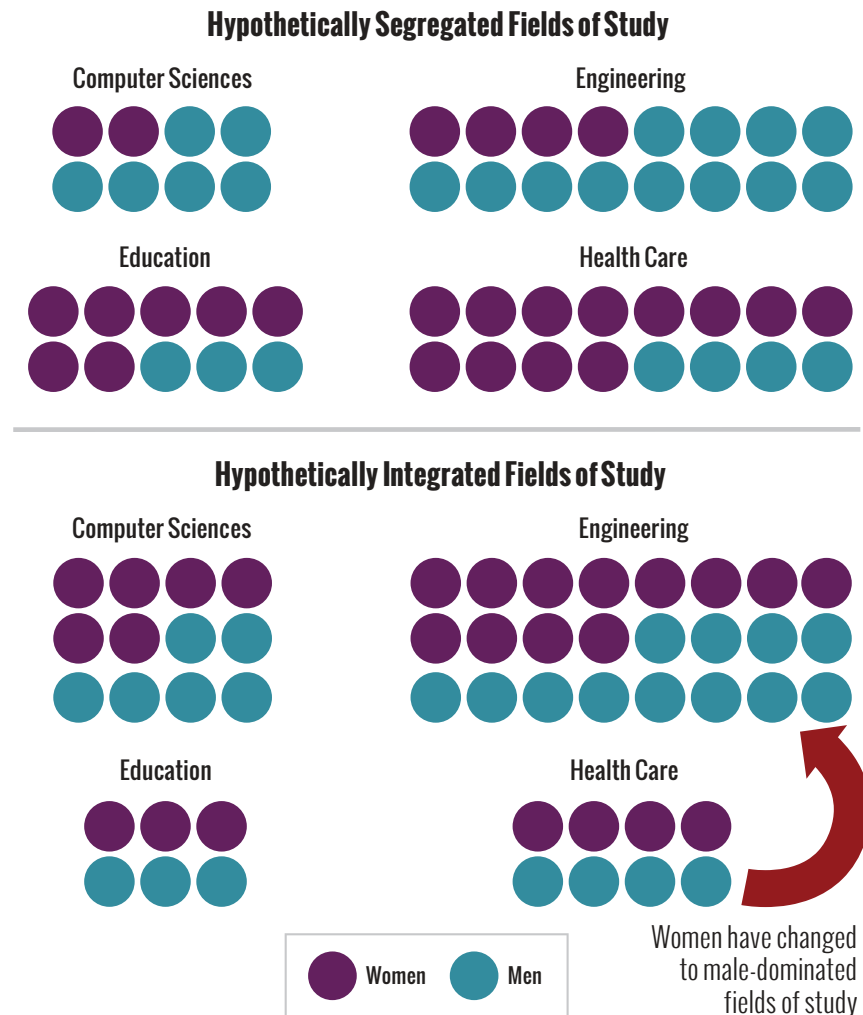 Hypothetically Segregated Fields of Study
Computer Sciences
Engineering
Education
Health Care
Hypothetically Integrated Fields of Study
Computer Sciences
Engineering
Education
Health Care
Women have changed
to male-dominated
fields of study
Women
Men